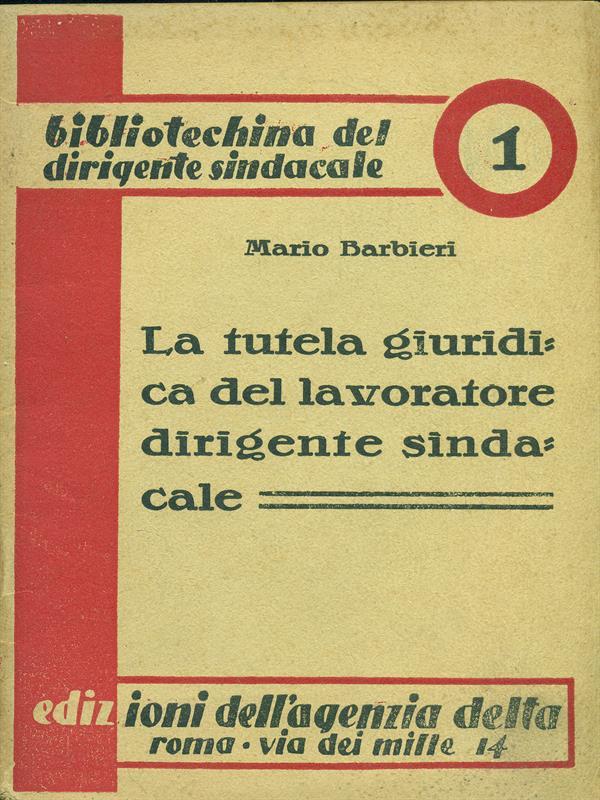 bibliotechina del
dirigente sindacale
1
Mario Barbieri
La tutela giuridi=
ca del lavoratore
dirigente sinda=
cale
edizioni dell'agenzia delta
roma · via dei mille 14